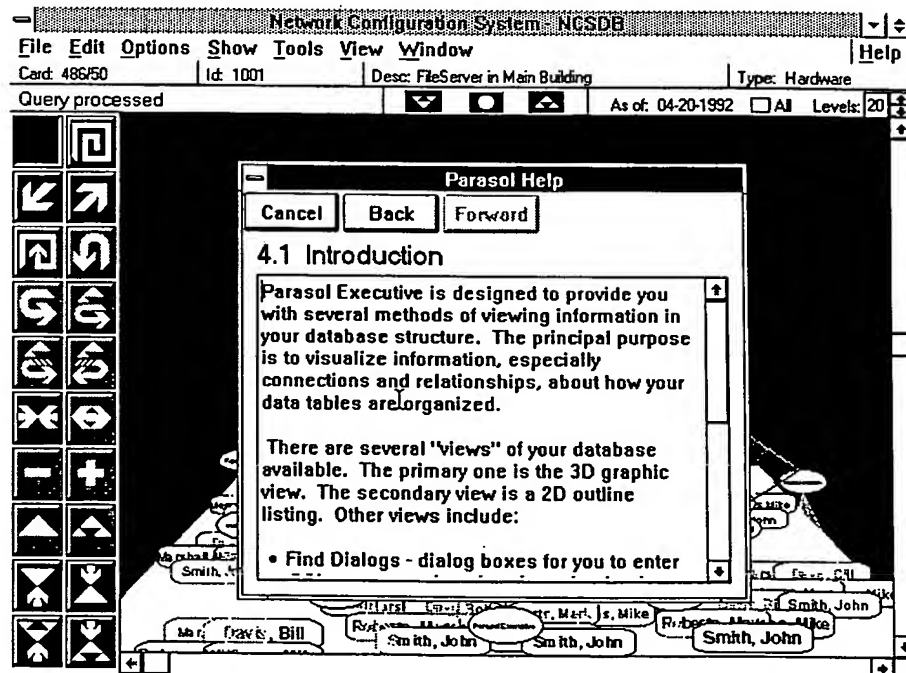 Network Configuration System - NCSDB
File Edit Options Show Tools View Window Help
Card: 486/50 Id: 1001 Desc: FileServer in Main Building Type: Hardware
Query processed As of: 04-20-1992 All Levels: 20
Parasol Help
Cancel Back Forward
4.1 Introduction
Parasol Executive is designed to provide you
with several methods of viewing information in
your database structure. The principal purpose
is to visualize information, especially
connections and relationships, about how your
data tables are organized.
There are several "views" of your database
available. The primary one is the 3D graphic
view. The secondary view is a 2D outline
listing. Other views include:
• Find Dialogs - dialog boxes for you to enter
Smith, John
Davis, Bill
s, Mike
Mike
Smith, John
Smith, John
Smith, John